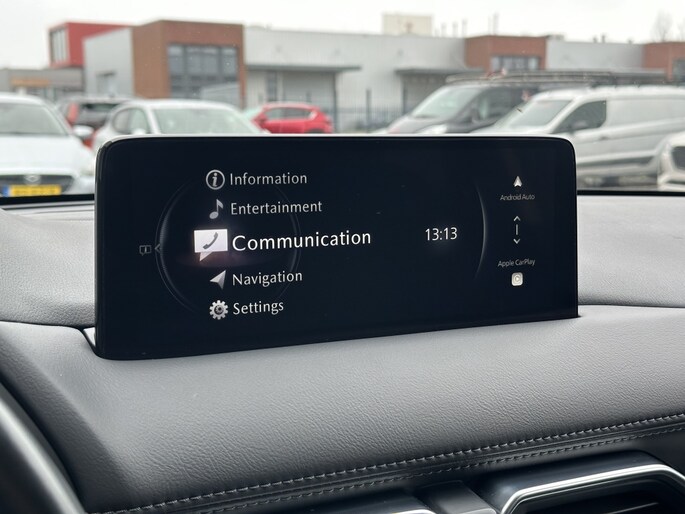 Information
Entertainment
Communication
13:13
Navigation
Settings
Android Auto
Apple CarPlay